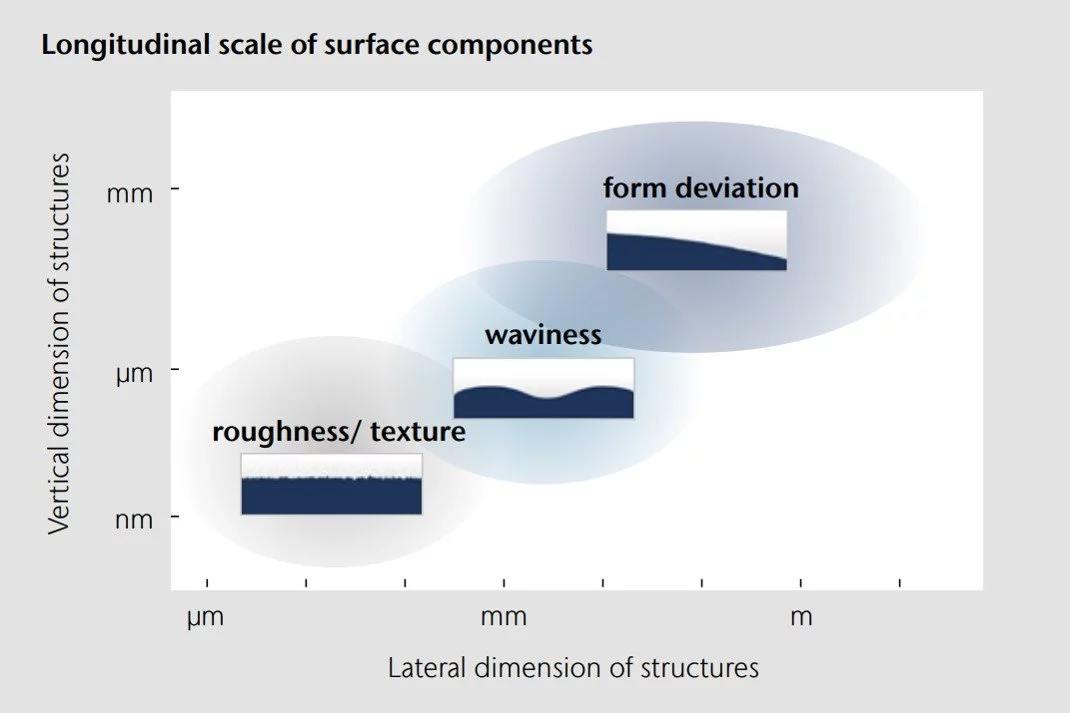 Longitudinal scale of surface components
Vertical dimension of structures
mm
µm
nm
form deviation
waviness
roughness/ texture
µm
mm
m
Lateral dimension of structures